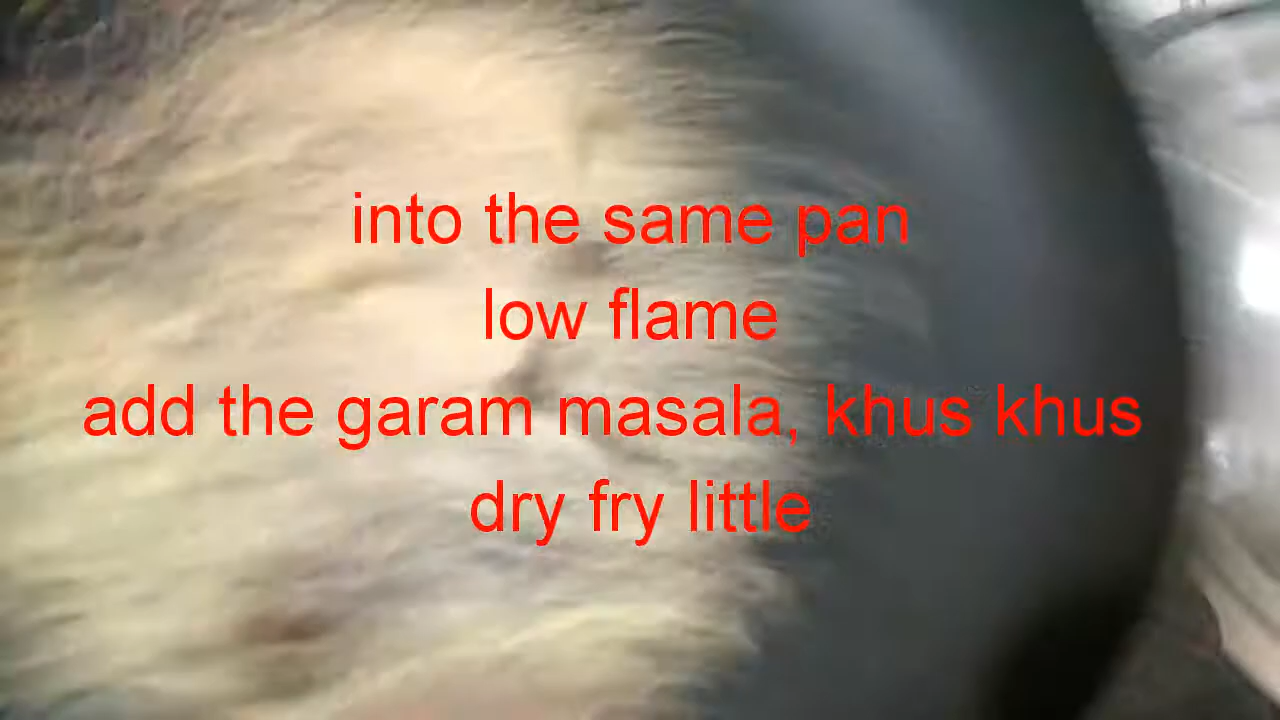 into the same pan
low flame
add the garam masala, khus khus
dry fry little